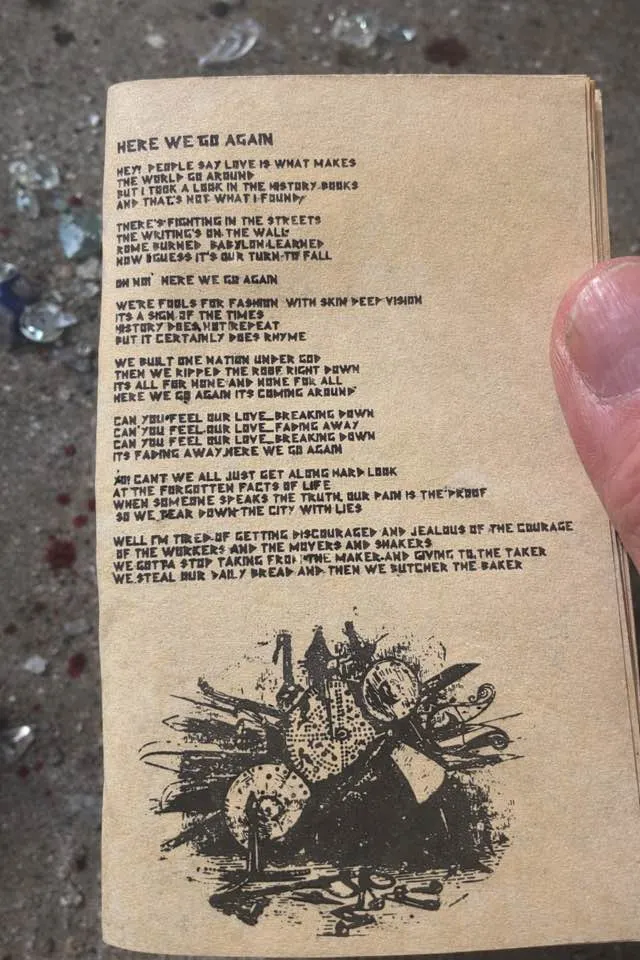 HERE WE GO AGAIN
HEY! PEOPLE SAY LOVE IS WHAT MAKES
THE WORLD GO AROUND
BUT I TOOK A LOOK IN THE HISTORY BOOKS
AND THAT'S NOT WHAT I FOUND
THERE'S FIGHTING IN THE STREETS
THE WRITING'S ON THE WALL
ROME BURNED BABYLON LEARNED
NOW I GUESS IT'S OUR TURN TO FALL
OH NO! HERE WE GO AGAIN
WE'RE FOOLS FOR FASHION WITH SKIN DEEP VISION
ITS A SIGN OF THE TIMES
HISTORY DOES NOT REPEAT
BUT IT CERTAINLY DOES RHYME
WE BUILT ONE NATION UNDER GOD
THEN WE RIPPED THE ROOF RIGHT DOWN
ITS ALL FOR NONE AND NONE FOR ALL
HERE WE GO AGAIN ITS COMING AROUND
CAN YOU FEEL OUR LOVE BREAKING DOWN
CAN YOU FEEL OUR LOVE FADING AWAY
CAN YOU FEEL OUR LOVE BREAKING DOWN
ITS FADING AWAY HERE WE GO AGAIN
CANT WE ALL JUST GET ALONG HARD LOOK
AT THE FORGOTTEN FACTS OF LIFE
WHEN SOMEONE SPEAKS THE TRUTH, OUR PAIN IS THE PROOF
SO WE TEAR DOWN THE CITY WITH LIES
WELL I'M TIRED OF GETTING DISCOURAGED AND JEALOUS OF THE COURAGE
OF THE WORKERS AND THE MOVERS AND SHAKERS
WE GOTTA STOP TAKING FROM THE MAKER AND GIVING TO THE TAKER
WE STEAL OUR DAILY BREAD AND THEN WE BUTCHER THE BAKER